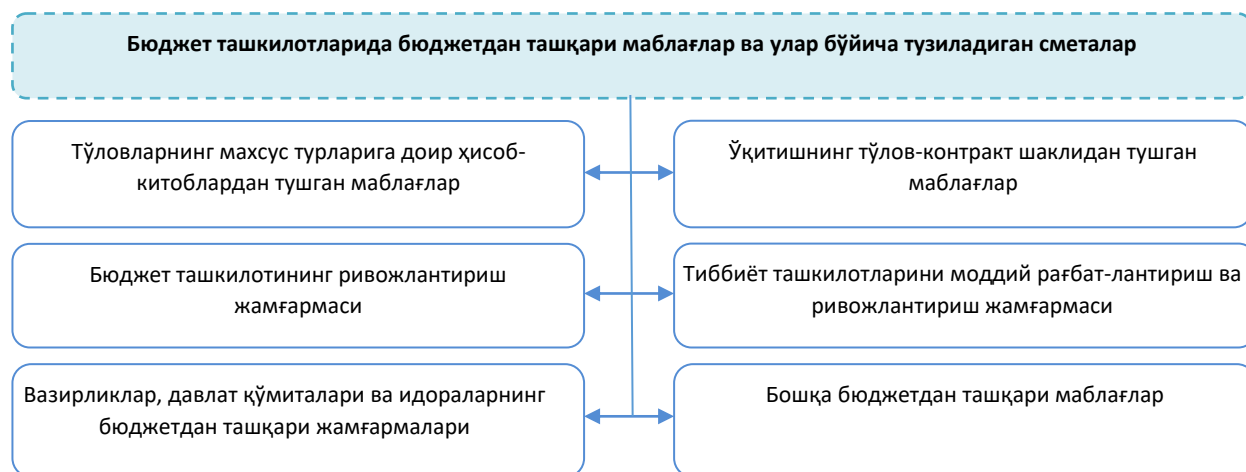 Бюджет ташкилотларида бюджетдан ташқари маблағлар ва улар бўйича тузиладиган сметалар
Тўловларнинг махсус турларига доир ҳисоб-
китоблардан тушган маблағлар
Ўқитишнинг тўлов-контракт шаклидан тушган
маблағлар
Бюджет ташкилотининг ривожлантириш
жамғармаси
Тиббиёт ташкилотларини моддий рағбат-лантириш ва
ривожлантириш жамғармаси
Вазирликлар, давлат қўмиталари ва идораларнинг
бюджетдан ташқари жамғармалари
Бошқа бюджетдан ташқари маблағлар